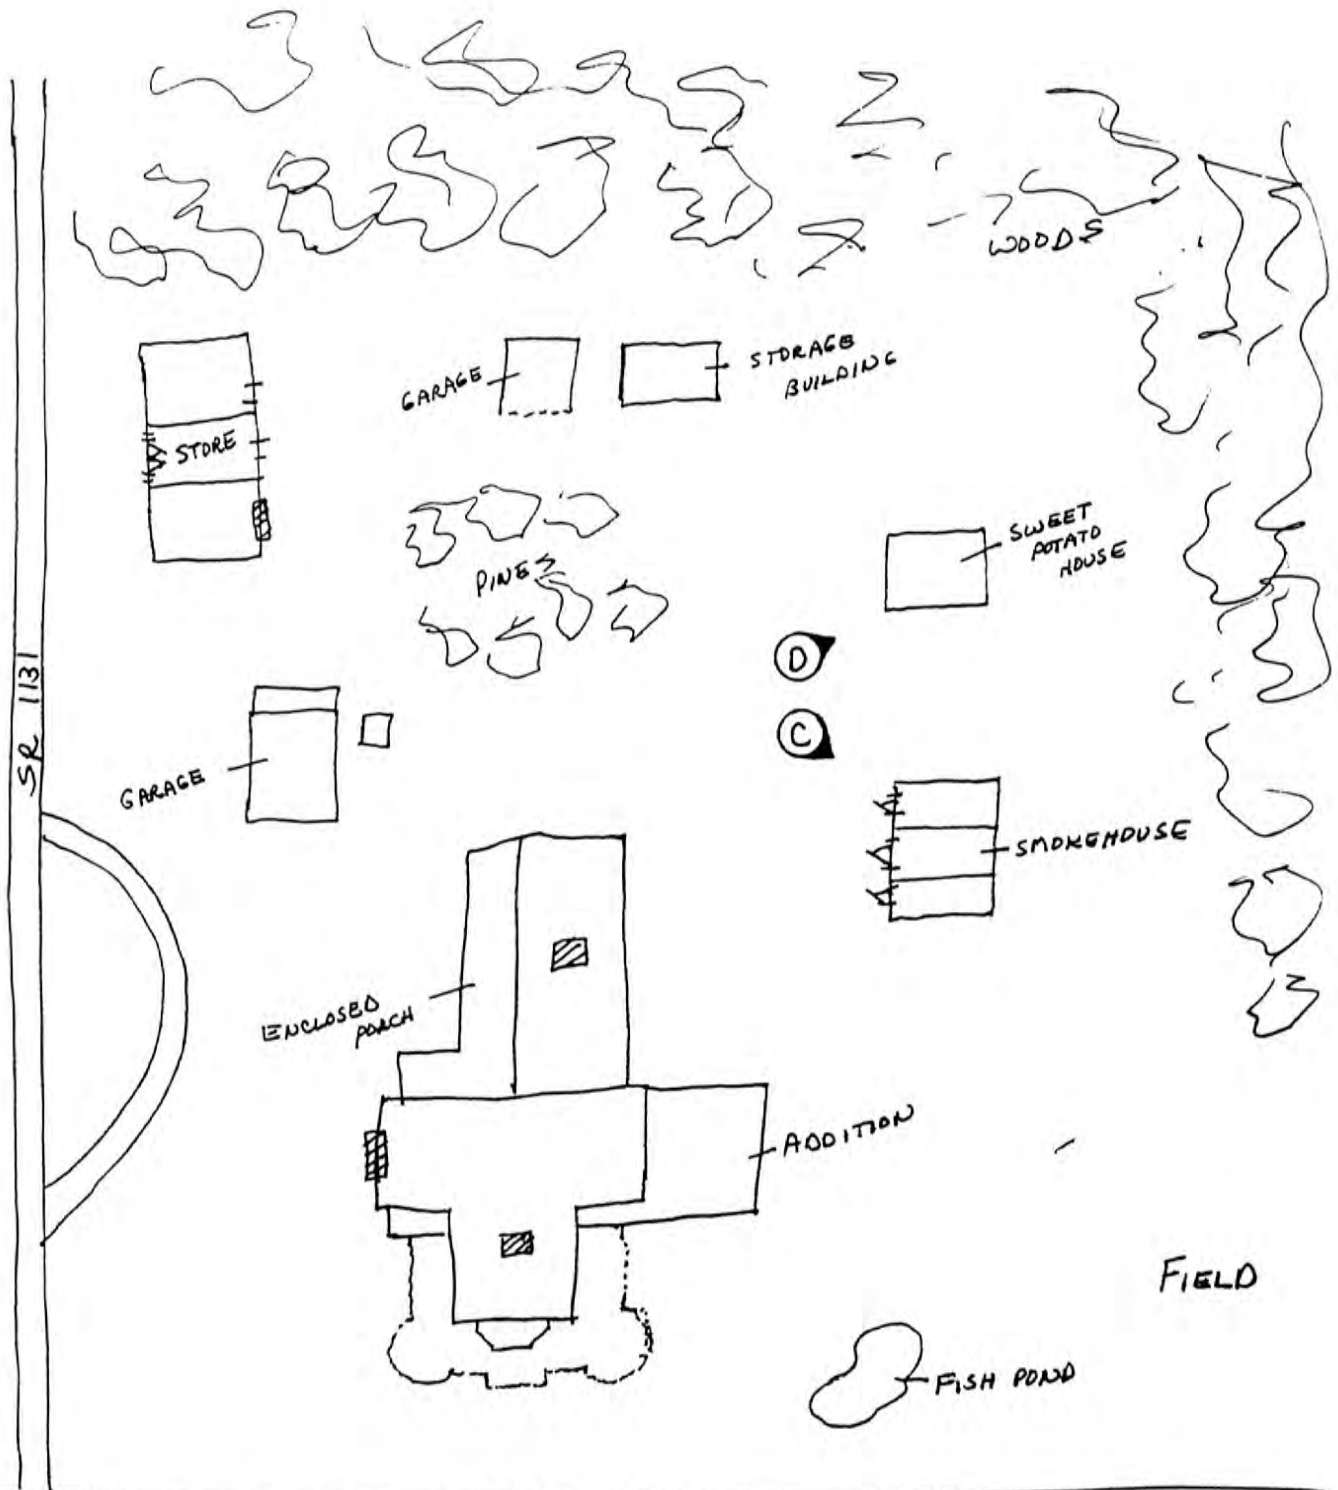 WOODS
STORAGE
BUILDING
GARAGE
STORE
SWEET
POTATO
HOUSE
PINES
D
SR 1131
C
GARAGE
SMOKEHOUSE
ENCLOSED
PORCH
ADDITION
FIELD
FISH POND